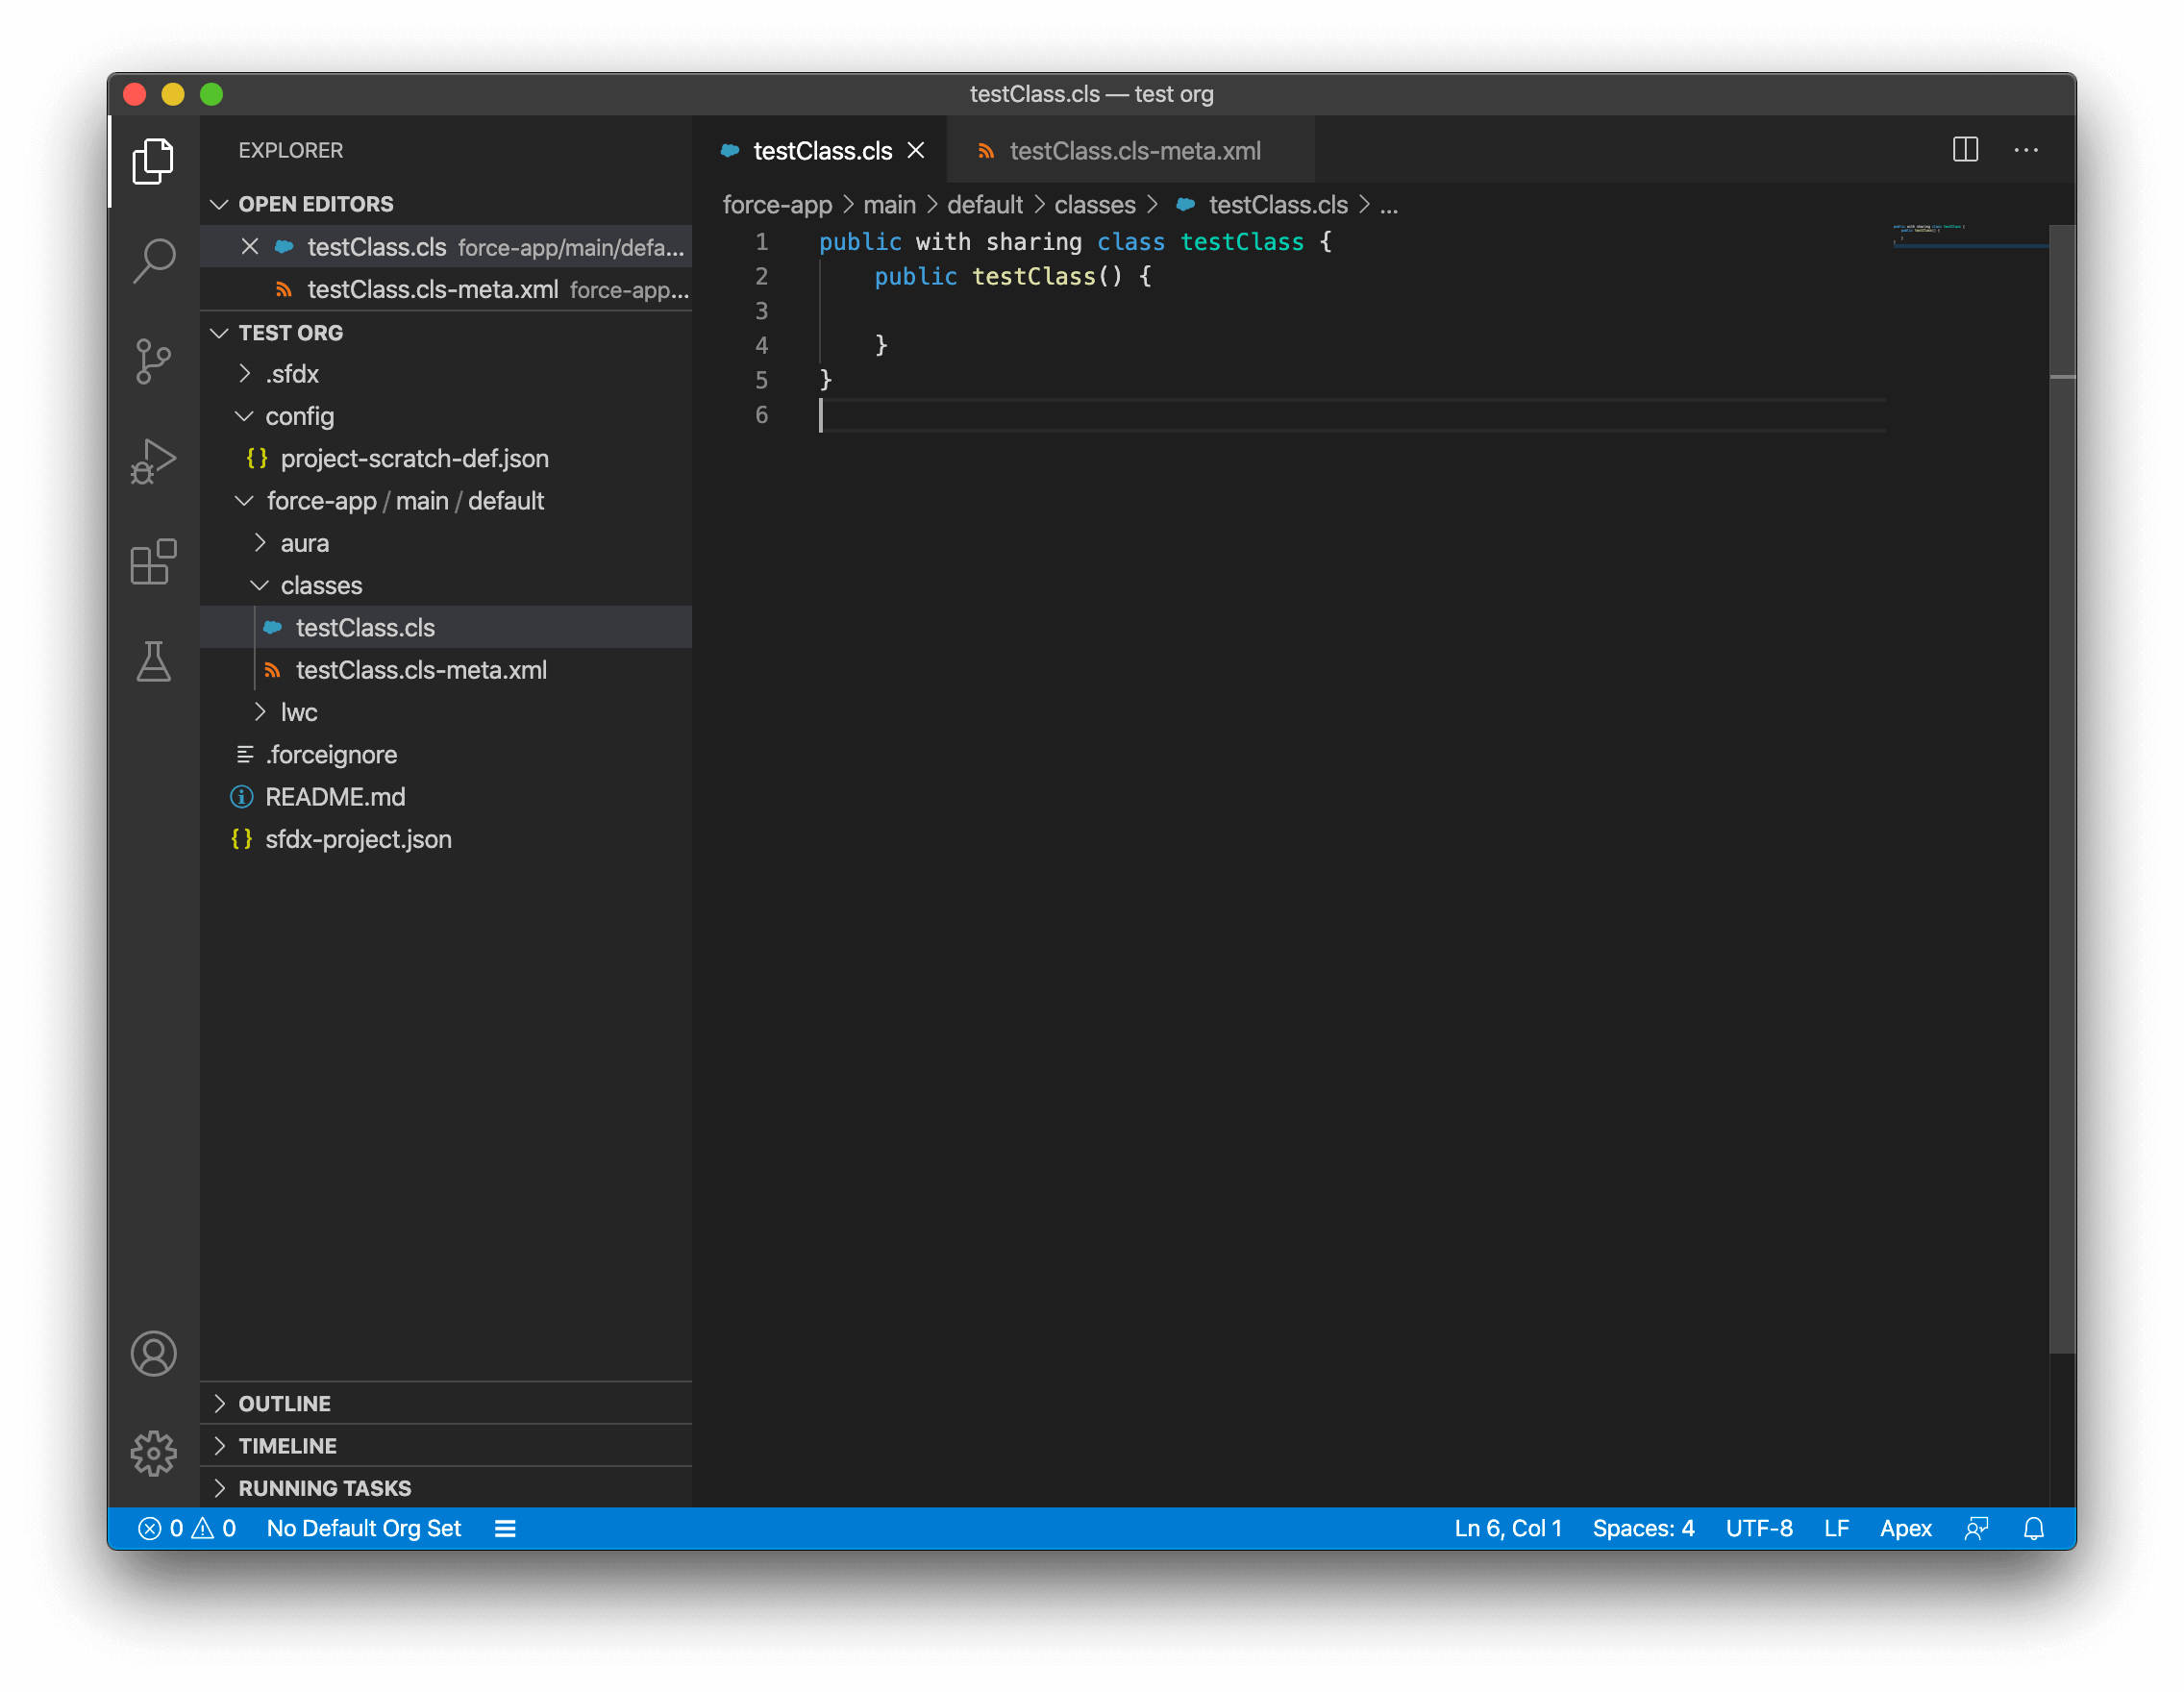 testClass.cls — test org
EXPLORER
OPEN EDITORS
testClass.cls force-app/main/defa...
testClass.cls-meta.xml force-app...
TEST ORG
.sfdx
config
{} project-scratch-def.json
force-app / main / default
aura
classes
testClass.cls
testClass.cls-meta.xml
lwc
.forceignore
README.md
{} sfdx-project.json
OUTLINE
TIMELINE
RUNNING TASKS
testClass.cls
testClass.cls-meta.xml
force-app > main > default > classes > testClass.cls > ...
1 public with sharing class testClass {
2 public testClass() {
3
4 }
5 }
6
0 0 No Default Org Set
Ln 6, Col 1 Spaces: 4 UTF-8 LF Apex